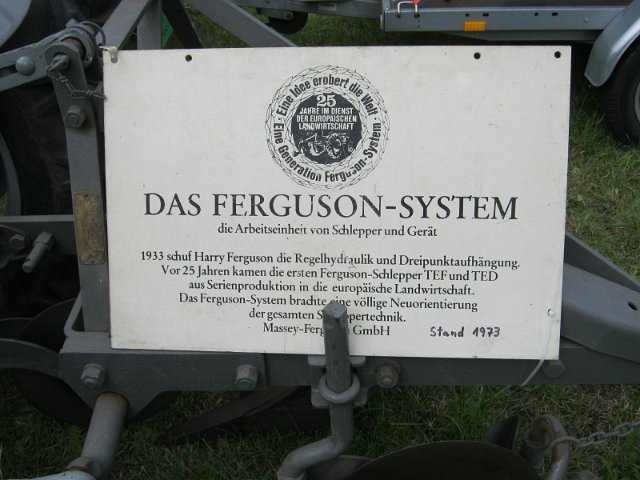 Eine Idee erobert die Welt
25
JAHRE IM DIENST
DER EUROPÄISCHEN
LANDWIRTSCHAFT
Eine Generation Ferguson-System
DAS FERGUSON-SYSTEM
die Arbeitseinheit von Schlepper und Gerät
1933 schuf Harry Ferguson die Regelhydraulik und Dreipunktaufhängung.
Vor 25 Jahren kamen die ersten Ferguson-Schlepper TEF und TED
aus Serienproduktion in die europäische Landwirtschaft.
Das Ferguson-System brachte eine völlige Neuorientierung
der gesamten
Massey- GmbH
Stand 1973